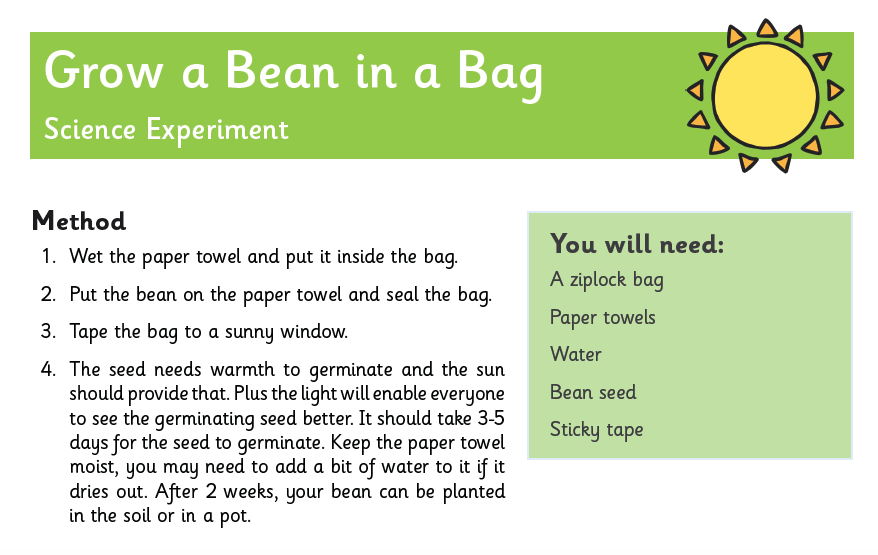 Grow a Bean in a Bag
Science Experiment
Method
1. Wet the paper towel and put it inside the bag.
2. Put the bean on the paper towel and seal the bag.
3. Tape the bag to a sunny window.
4. The seed needs warmth to germinate and the sun
should provide that. Plus the light will enable everyone
to see the germinating seed better. It should take 3-5
days for the seed to germinate. Keep the paper towel
moist, you may need to add a bit of water to it if it
dries out. After 2 weeks, your bean can be planted
in the soil or in a pot.
You will need:
A ziplock bag
Paper towels
Water
Bean seed
Sticky tape